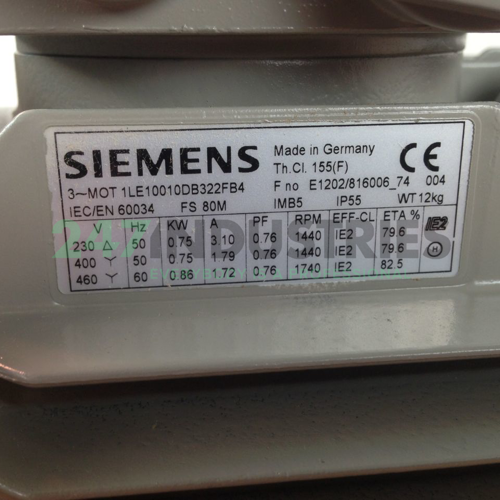 SIEMENS
Made in Germany
Th.Cl. 155(F)
CE
3~MOT 1LE10010DB322FB4
F no E1202/816006_74 004
IEC/EN 60034 FS 80M IMB5 IP55 WT 12kg
V Hz KW A PF RPM EFF-CL ETA % IE2
230 Δ 50 0.75 3.10 0.76 1440 IE2 79.6
400 Y 50 0.75 1.79 0.76 1440 IE2 79.6 H
460 Y 60 0.86 1.72 0.76 1740 IE2 82.5
247INDUSTRIES